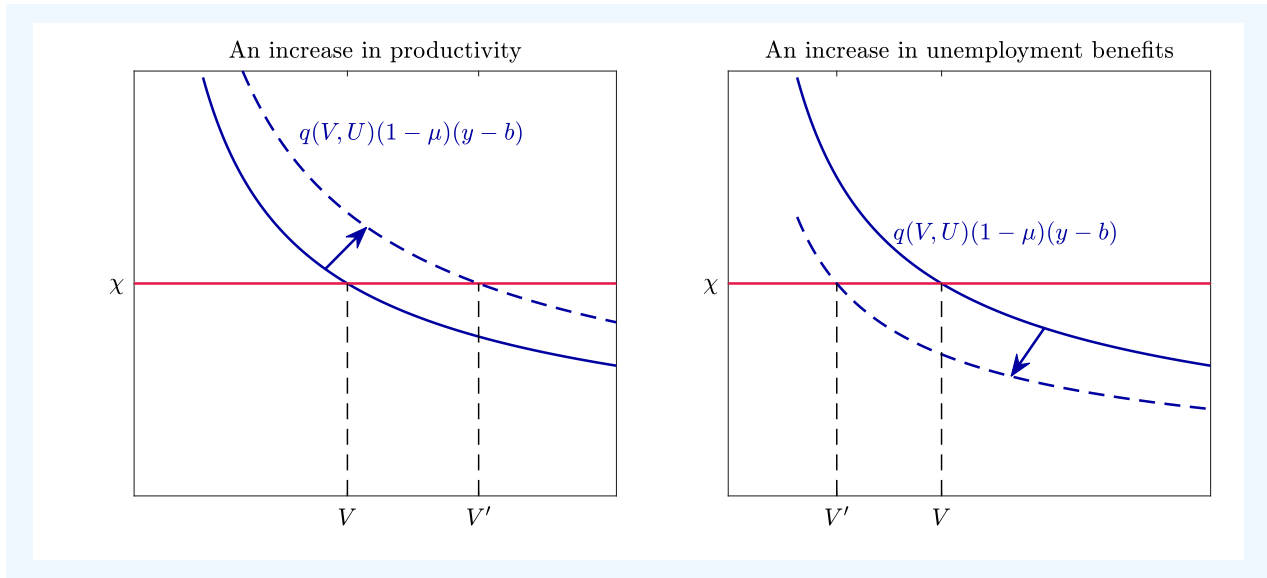 An increase in productivity
q(V, U)(1 − μ)(y − b)
χ
V
V′
An increase in unemployment benefits
q(V, U)(1 − μ)(y − b)
χ
V′
V